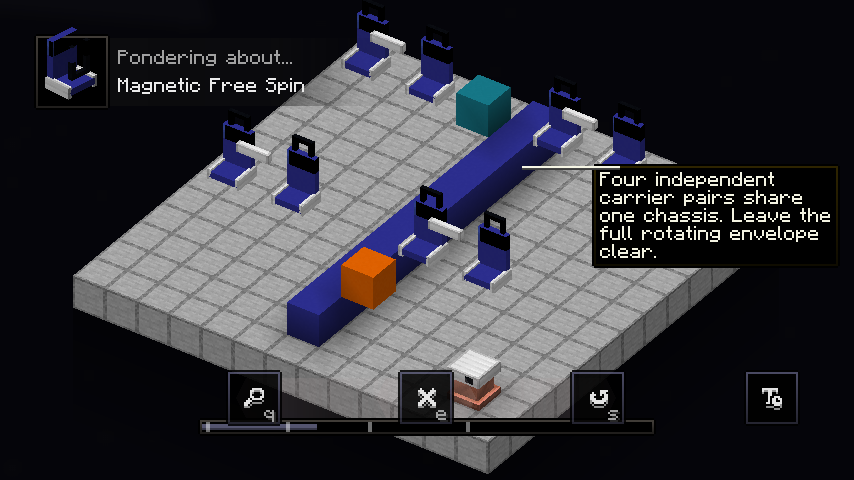 Pondering about...
Magnetic Free Spin
Four independent
carrier pairs share
one chassis. Leave the
full rotating envelope
clear.
q
e
s
T